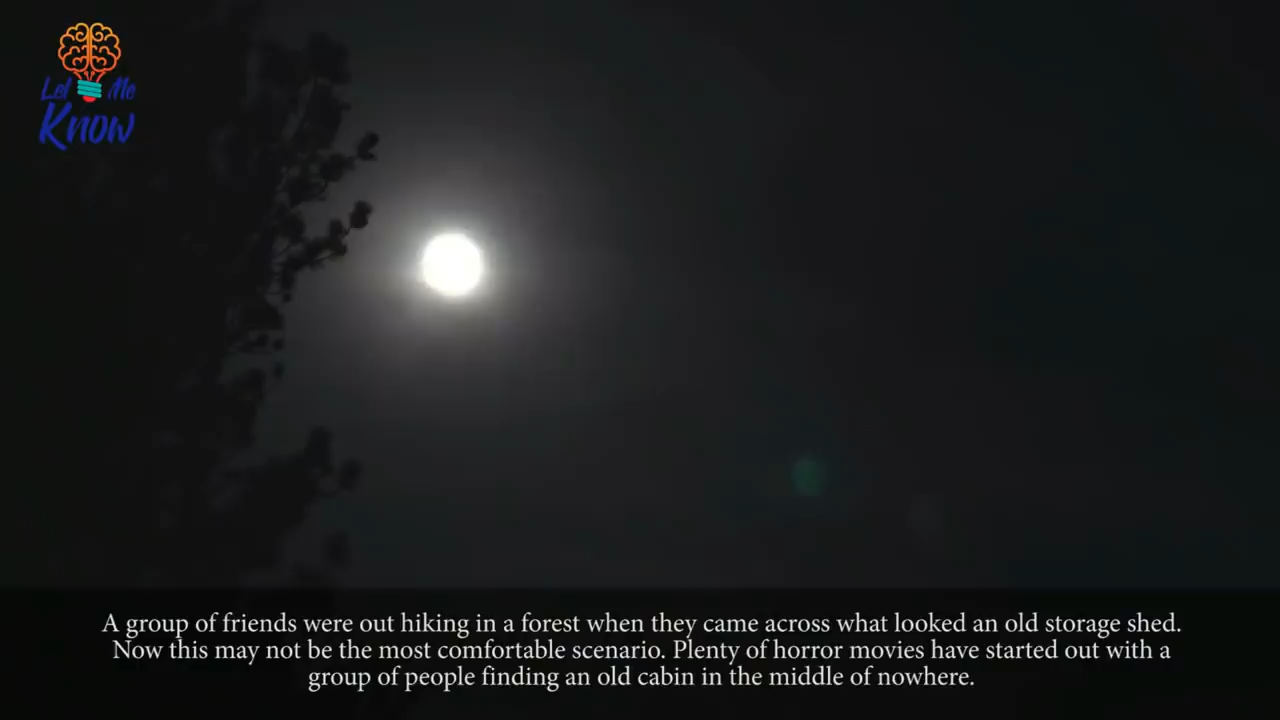 Let Me
Know
A group of friends were out hiking in a forest when they came across what looked an old storage shed.
Now this may not be the most comfortable scenario. Plenty of horror movies have started out with a
group of people finding an old cabin in the middle of nowhere.